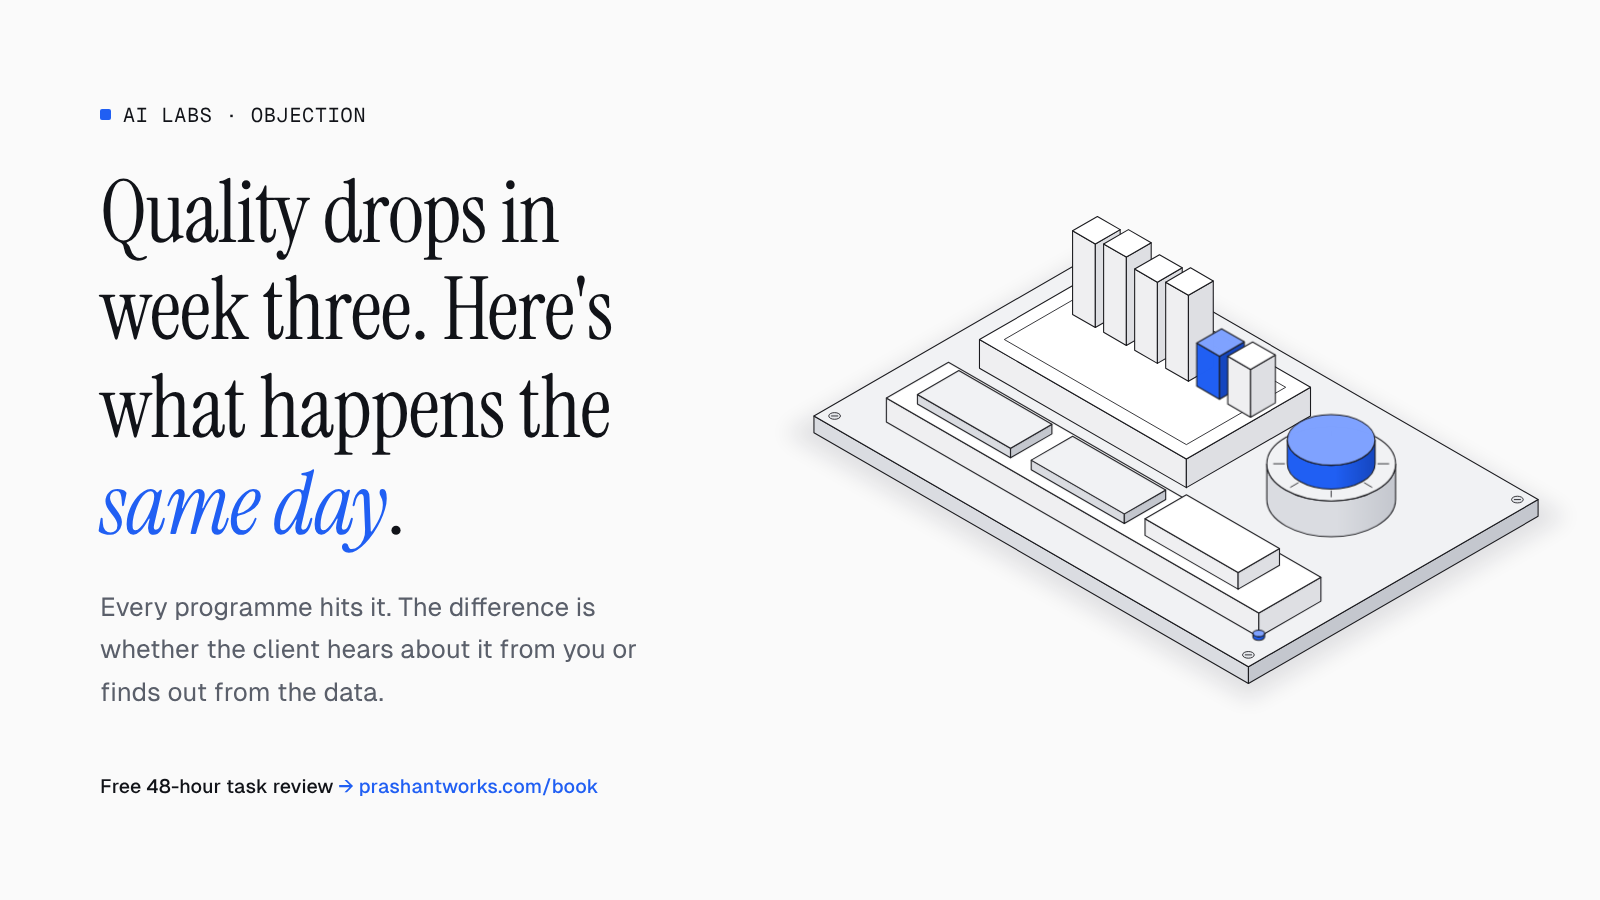 AI LABS · OBJECTION
Quality drops in
week three. Here's
what happens the
same day.
Every programme hits it. The difference is
whether the client hears about it from you or
finds out from the data.
Free 48-hour task review → prashantworks.com/book